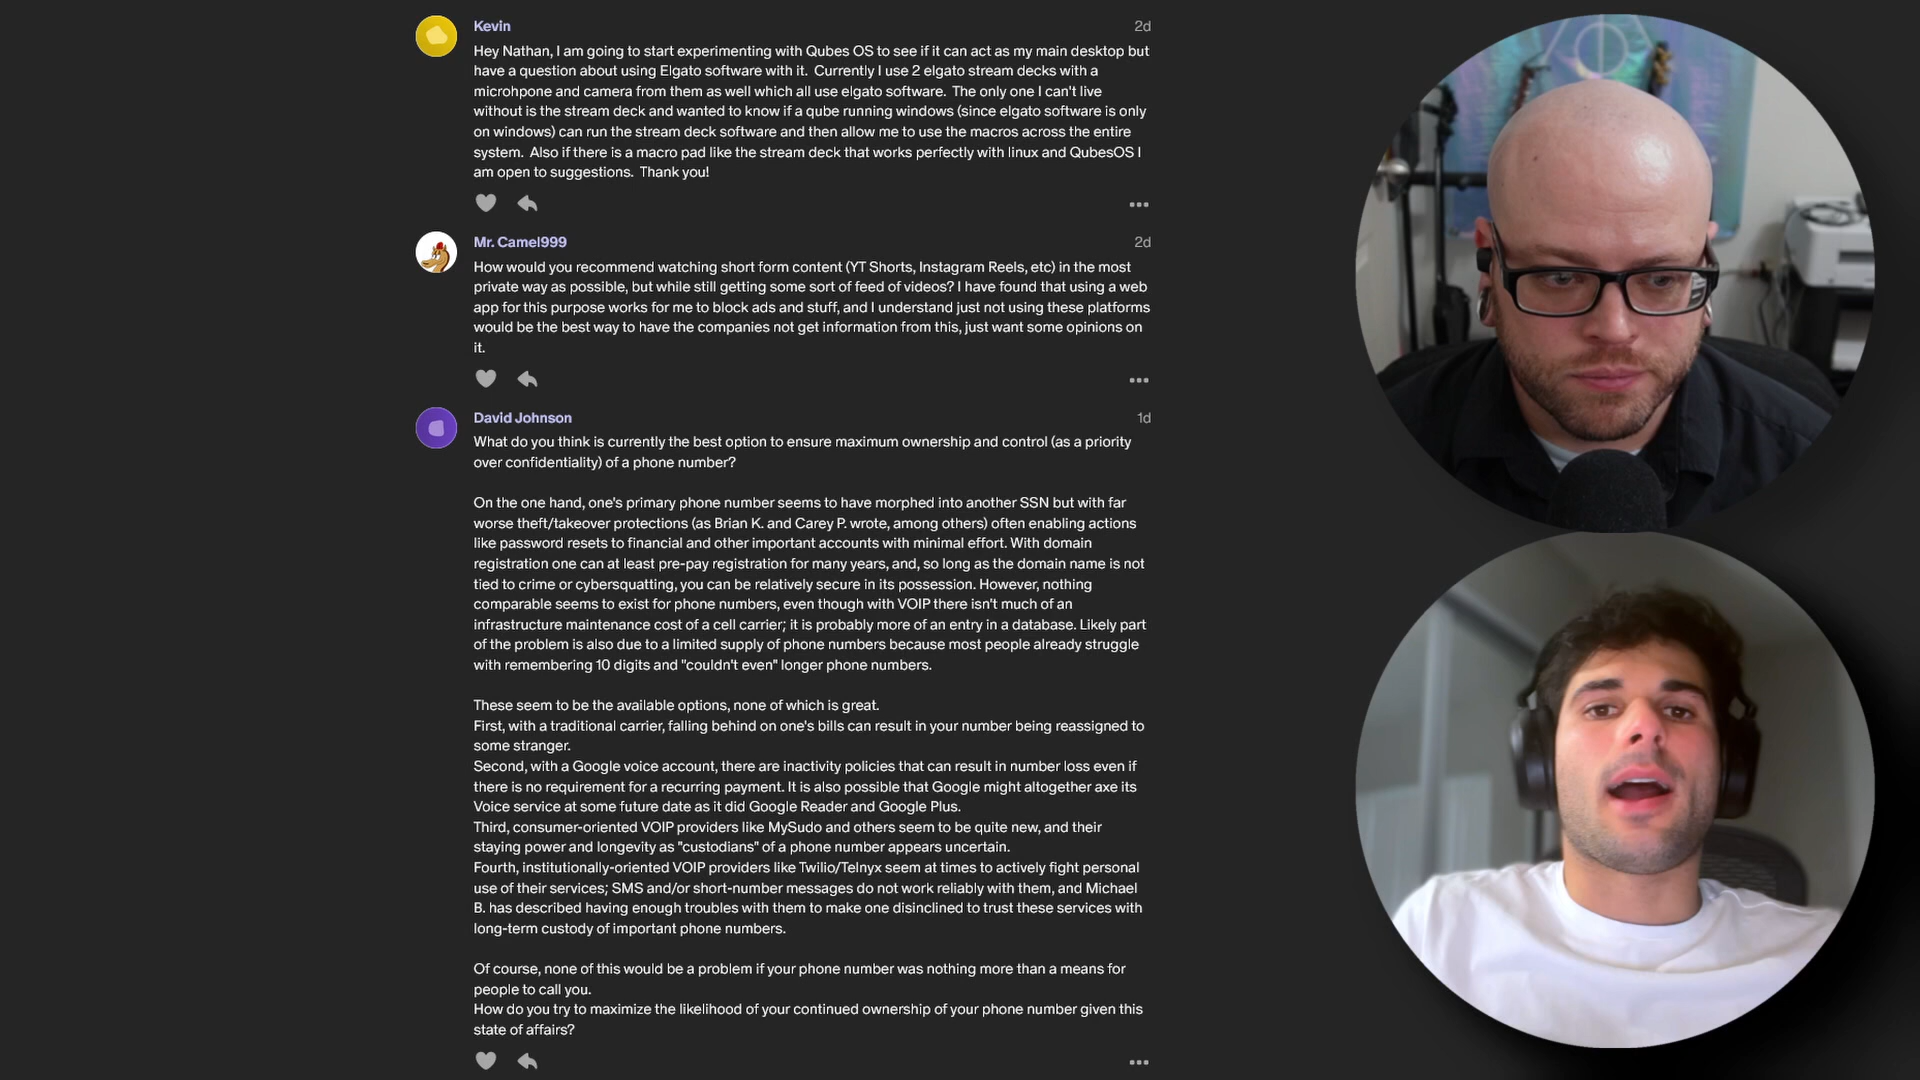 Kevin
2d
Hey Nathan, I am going to start experimenting with Qubes OS to see if it can act as my main desktop but
have a question about using Elgato software with it.  Currently I use 2 elgato stream decks with a
microhpone and camera from them as well which all use elgato software.  The only one I can't live
without is the stream deck and wanted to know if a qube running windows (since elgato software is only
on windows) can run the stream deck software and then allow me to use the macros across the entire
system.  Also if there is a macro pad like the stream deck that works perfectly with linux and QubesOS I
am open to suggestions.  Thank you!
Mr. Camel999
2d
How would you recommend watching short form content (YT Shorts, Instagram Reels, etc) in the most
private way as possible, but while still getting some sort of feed of videos? I have found that using a web
app for this purpose works for me to block ads and stuff, and I understand just not using these platforms
would be the best way to have the companies not get information from this, just want some opinions on
it.
David Johnson
1d
What do you think is currently the best option to ensure maximum ownership and control (as a priority
over confidentiality) of a phone number?
On the one hand, one's primary phone number seems to have morphed into another SSN but with far
worse theft/takeover protections (as Brian K. and Carey P. wrote, among others) often enabling actions
like password resets to financial and other important accounts with minimal effort. With domain
registration one can at least pre-pay registration for many years, and, so long as the domain name is not
tied to crime or cybersquatting, you can be relatively secure in its possession. However, nothing
comparable seems to exist for phone numbers, even though with VOIP there isn't much of an
infrastructure maintenance cost of a cell carrier; it is probably more of an entry in a database. Likely part
of the problem is also due to a limited supply of phone numbers because most people already struggle
with remembering 10 digits and "couldn't even" longer phone numbers.
These seem to be the available options, none of which is great.
First, with a traditional carrier, falling behind on one's bills can result in your number being reassigned to
some stranger.
Second, with a Google voice account, there are inactivity policies that can result in number loss even if
there is no requirement for a recurring payment. It is also possible that Google might altogether axe its
Voice service at some future date as it did Google Reader and Google Plus.
Third, consumer-oriented VOIP providers like MySudo and others seem to be quite new, and their
staying power and longevity as "custodians" of a phone number appears uncertain.
Fourth, institutionally-oriented VOIP providers like Twilio/Telnyx seem at times to actively fight personal
use of their services; SMS and/or short-number messages do not work reliably with them, and Michael
B. has described having enough troubles with them to make one disinclined to trust these services with
long-term custody of important phone numbers.
Of course, none of this would be a problem if your phone number was nothing more than a means for
people to call you.
How do you try to maximize the likelihood of your continued ownership of your phone number given this
state of affairs?